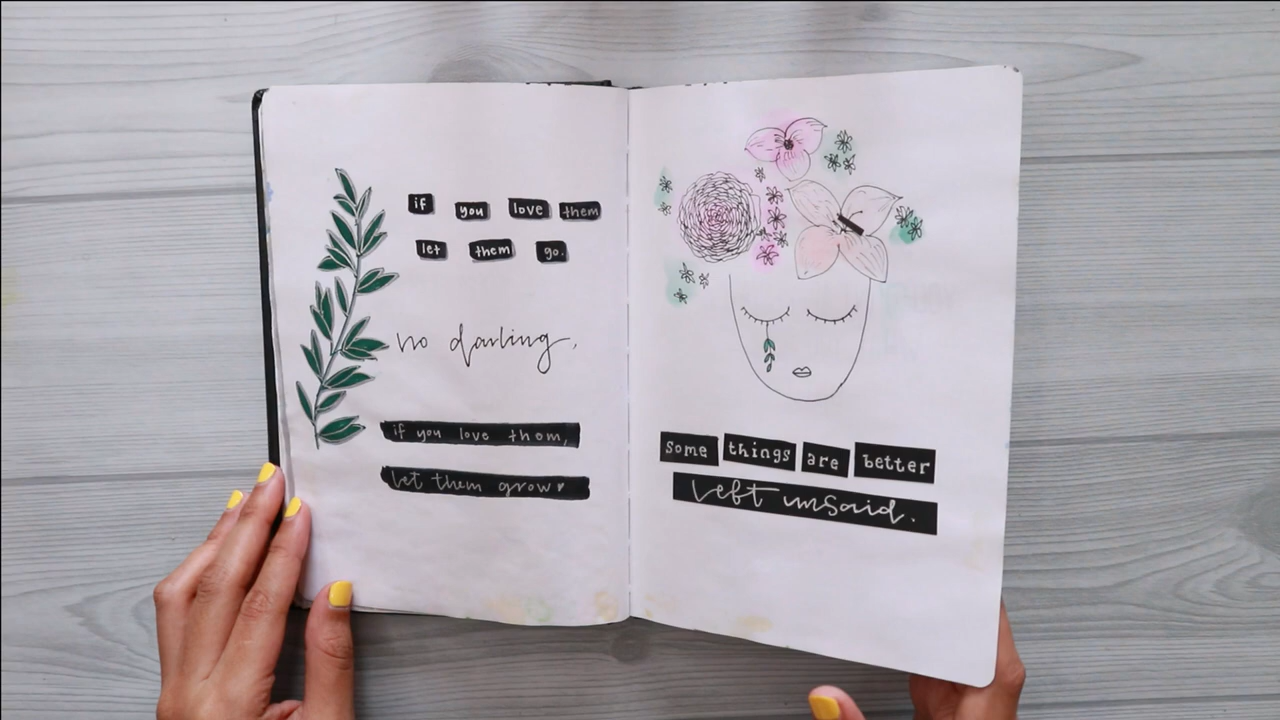 if you love them
let them go.
no darling,
if you love them,
let them grow♥
some things are better
left unsaid.